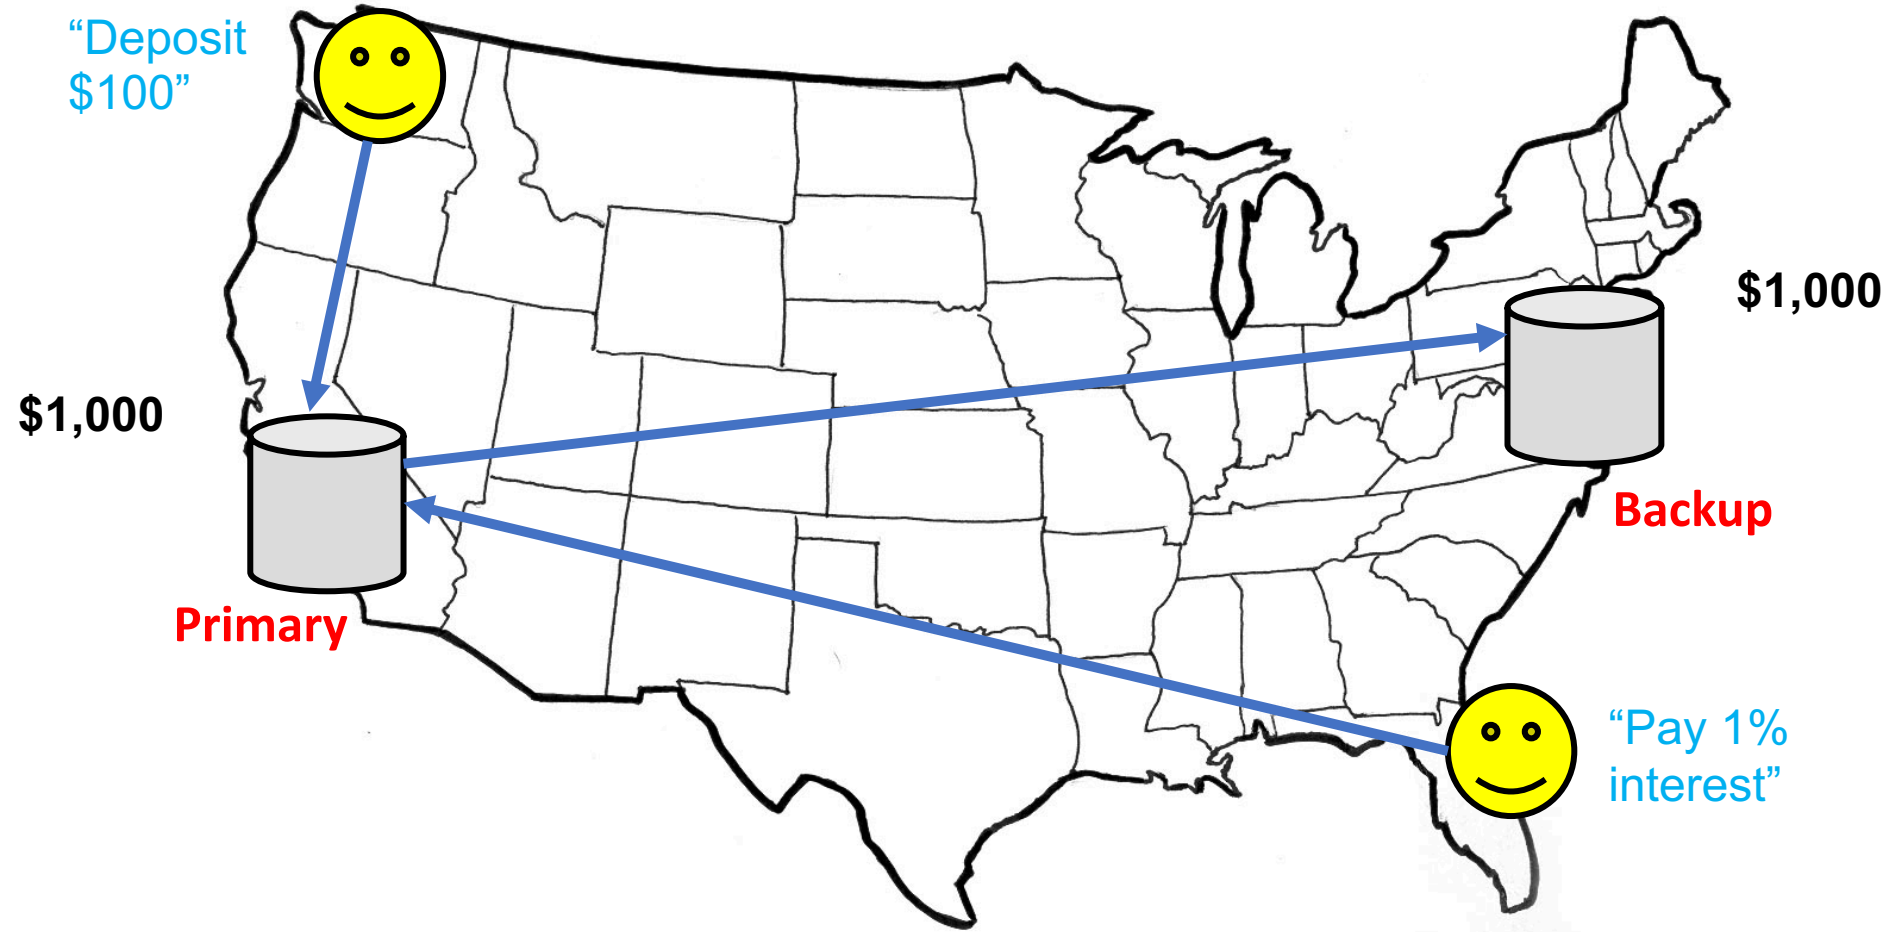 “Deposit
$100”
$1,000
$1,000
Backup
Primary
“Pay 1%
interest”